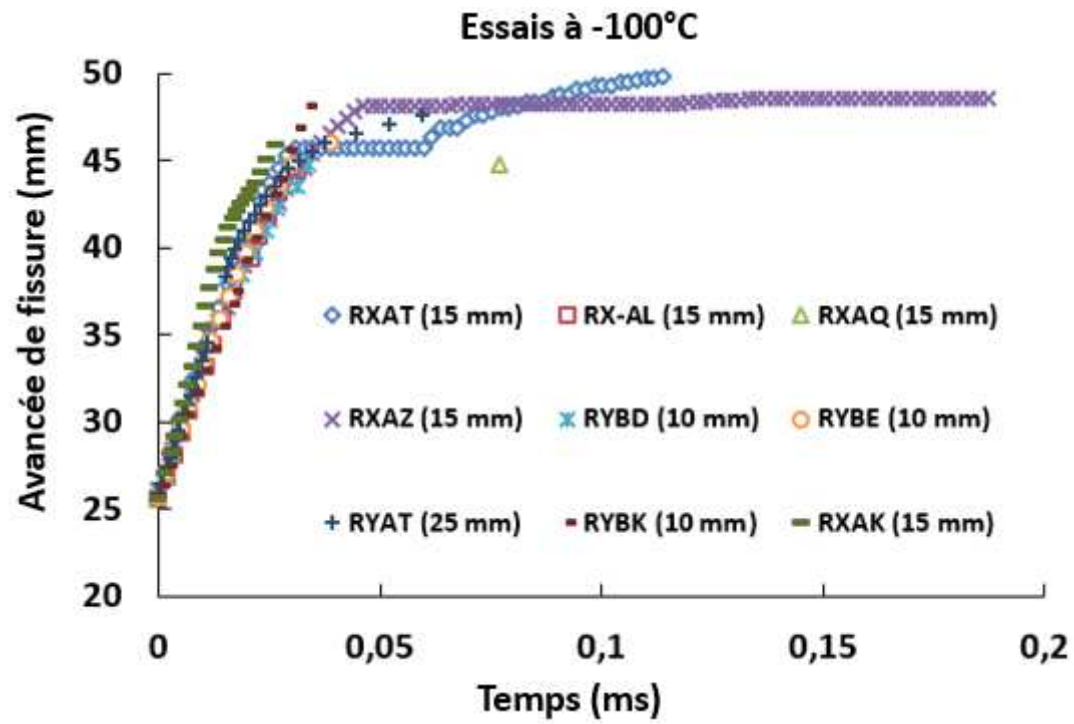 Essais à -100°C
Avancée de fissure (mm)
50
45
40
35
30
25
20
RXAT (15 mm) RX-AL (15 mm) RXAQ (15 mm)
RXAZ (15 mm) RYBD (10 mm) RYBE (10 mm)
RYAT (25 mm) RYBK (10 mm) RXAK (15 mm)
0 0,05 0,1 0,15 0,2
Temps (ms)